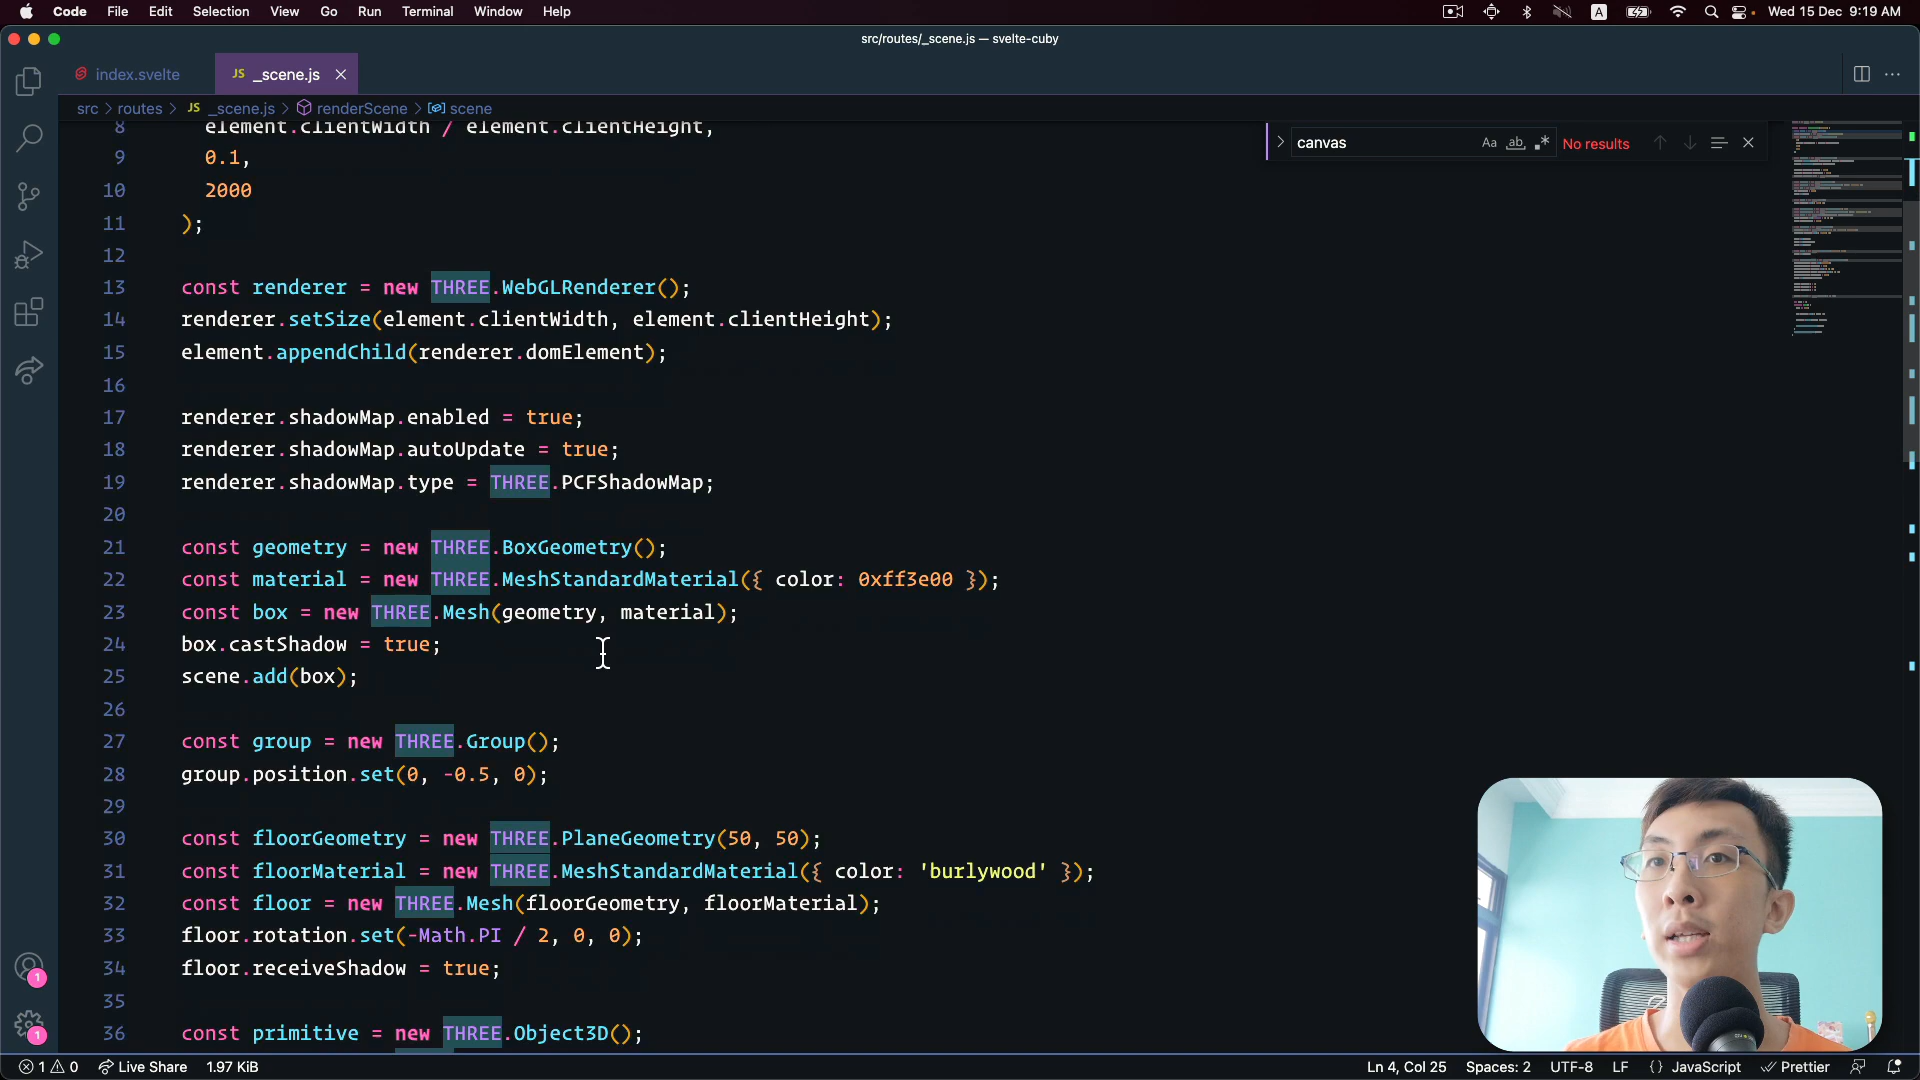 Code File Edit Selection View Go Run Terminal Window Help
A
Wed 15 Dec 9:19 AM
src/routes/_scene.js — svelte-cuby
index.svelte
JS _scene.js
src > routes > JS _scene.js > renderScene > scene
canvas
Aa ab .*
No results
8 element.clientWidth / element.clientHeight,
9 0.1,
10 2000
11 );
12
13 const renderer = new THREE.WebGLRenderer();
14 renderer.setSize(element.clientWidth, element.clientHeight);
15 element.appendChild(renderer.domElement);
16
17 renderer.shadowMap.enabled = true;
18 renderer.shadowMap.autoUpdate = true;
19 renderer.shadowMap.type = THREE.PCFShadowMap;
20
21 const geometry = new THREE.BoxGeometry();
22 const material = new THREE.MeshStandardMaterial({ color: 0xff3e00 });
23 const box = new THREE.Mesh(geometry, material);
24 box.castShadow = true;
25 scene.add(box);
26
27 const group = new THREE.Group();
28 group.position.set(0, -0.5, 0);
29
30 const floorGeometry = new THREE.PlaneGeometry(50, 50);
31 const floorMaterial = new THREE.MeshStandardMaterial({ color: 'burlywood' });
32 const floor = new THREE.Mesh(floorGeometry, floorMaterial);
33 floor.rotation.set(-Math.PI / 2, 0, 0);
34 floor.receiveShadow = true;
35
36 const primitive = new THREE.Object3D();
1
1
1 0 Live Share 1.97 KiB
Ln 4, Col 25 Spaces: 2 UTF-8 LF {} JavaScript Prettier